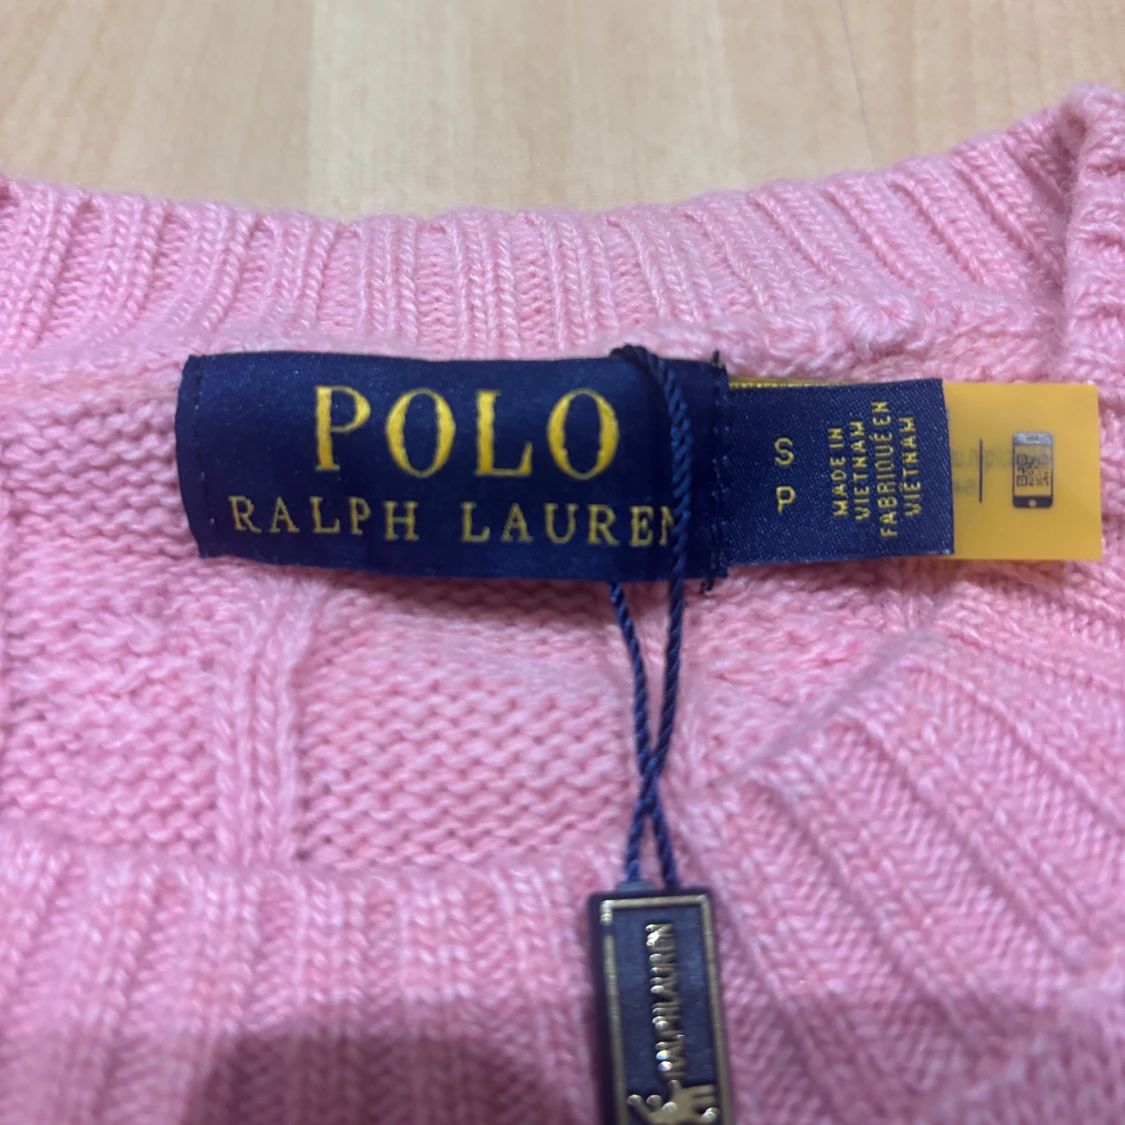 POLO
RALPH LAUREN
S
P
MADE IN
VIETNAM
FABRIQUÉ EN
VIETNAM
RALPH LAUREN